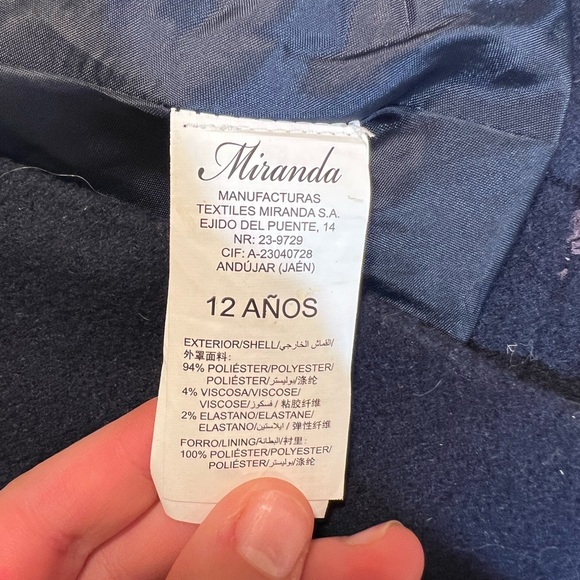 Miranda
MANUFACTURAS
TEXTILES MIRANDA S.A.
EJIDO DEL PUENTE, 14
NR: 23-9729
CIF: A-23040728
ANDÚJAR (JAÉN)
12 AÑOS
EXTERIOR/SHELL/القماش الخارجي/
外罩面料:
94% POLIÉSTER/POLYESTER/
POLIÉSTER/بوليستر/涤纶
4% VISCOSA/VISCOSE/
VISCOSE/فسكوز/粘胶纤维
2% ELASTANO/ELASTANE/
ELASTANO/ايلاستين/弹性纤维
FORRO/LINING/البطانة/衬里:
100% POLIÉSTER/POLYESTER/
POLIÉSTER/بوليستر/涤纶